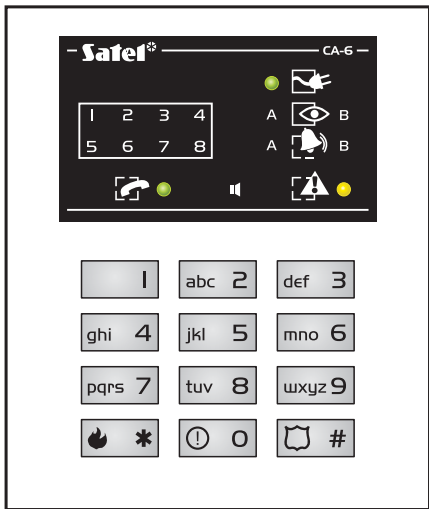 Satel* CA-6
1 2 3 4
A B
5 6 7 8
A B
1 abc 2 def 3
ghi 4 jkl 5 mno 6
pqrs 7 tuv 8 wxyz 9
* ! 0 #